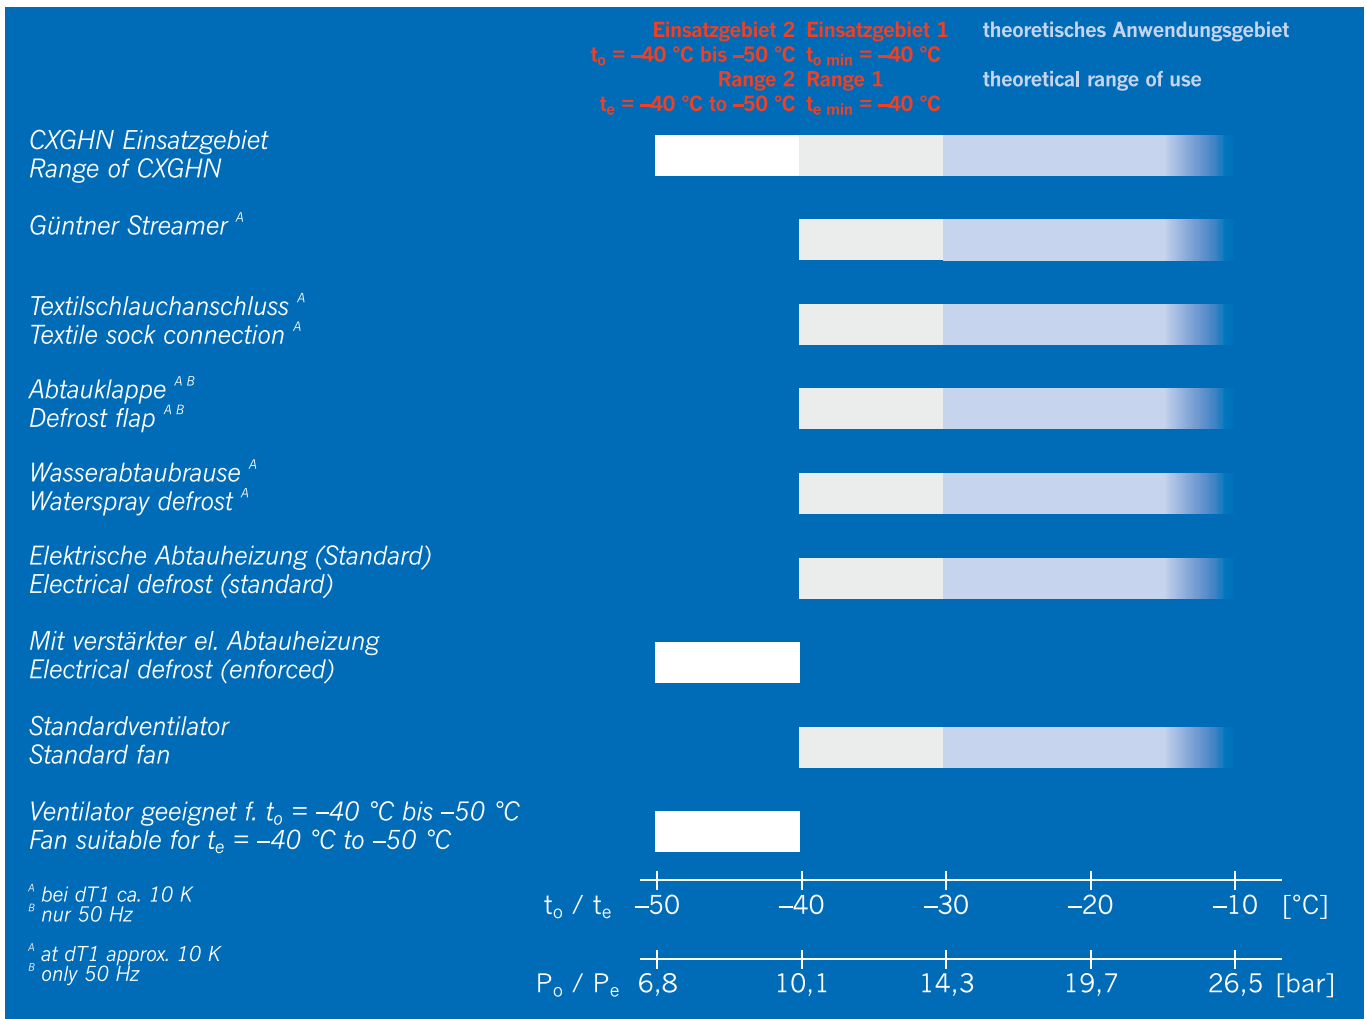 Einsatzgebiet 2 Einsatzgebiet 1 theoretisches Anwendungsgebiet
to = –40 °C bis –50 °C to min = –40 °C
Range 2 Range 1 theoretical range of use
te = –40 °C to –50 °C te min = –40 °C
CXGHN Einsatzgebiet
Range of CXGHN
Güntner Streamer A
Textilschlauchanschluss A
Textile sock connection A
Abtauklappe A B
Defrost flap A B
Wasserabtaubrause A
Waterspray defrost A
Elektrische Abtauheizung (Standard)
Electrical defrost (standard)
Mit verstärkter el. Abtauheizung
Electrical defrost (enforced)
Standardventilator
Standard fan
Ventilator geeignet f. to = –40 °C bis –50 °C
Fan suitable for te = –40 °C to –50 °C
A bei dT1 ca. 10 K
B nur 50 Hz
to / te –50 –40 –30 –20 –10 [°C]
A at dT1 approx. 10 K
B only 50 Hz
Po / Pe 6,8 10,1 14,3 19,7 26,5 [bar]